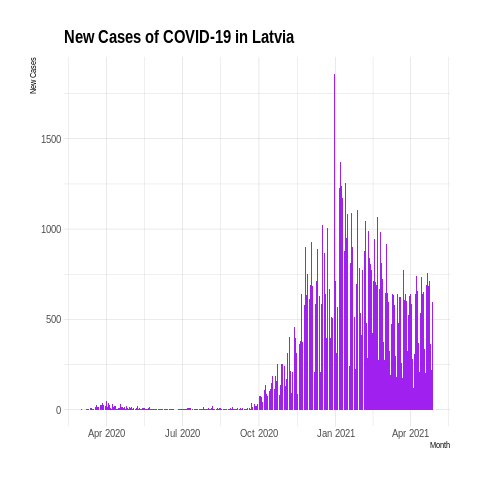 New Cases of COVID-19 in Latvia
New Cases
1500
1000
500
0
Apr 2020
Jul 2020
Oct 2020
Jan 2021
Apr 2021
Month